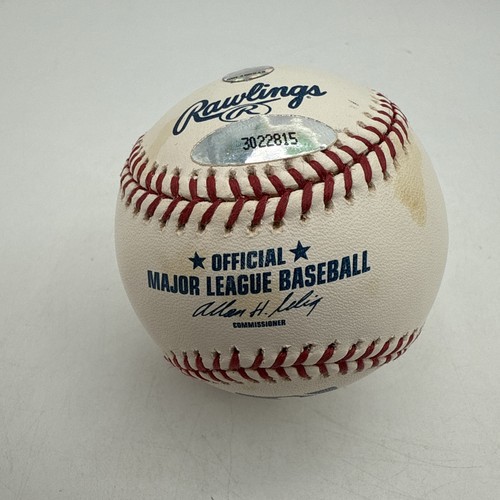 Rawlings
R
3022815
★ OFFICIAL ★
MAJOR LEAGUE BASEBALL
Allan H. Selig
COMMISSIONER